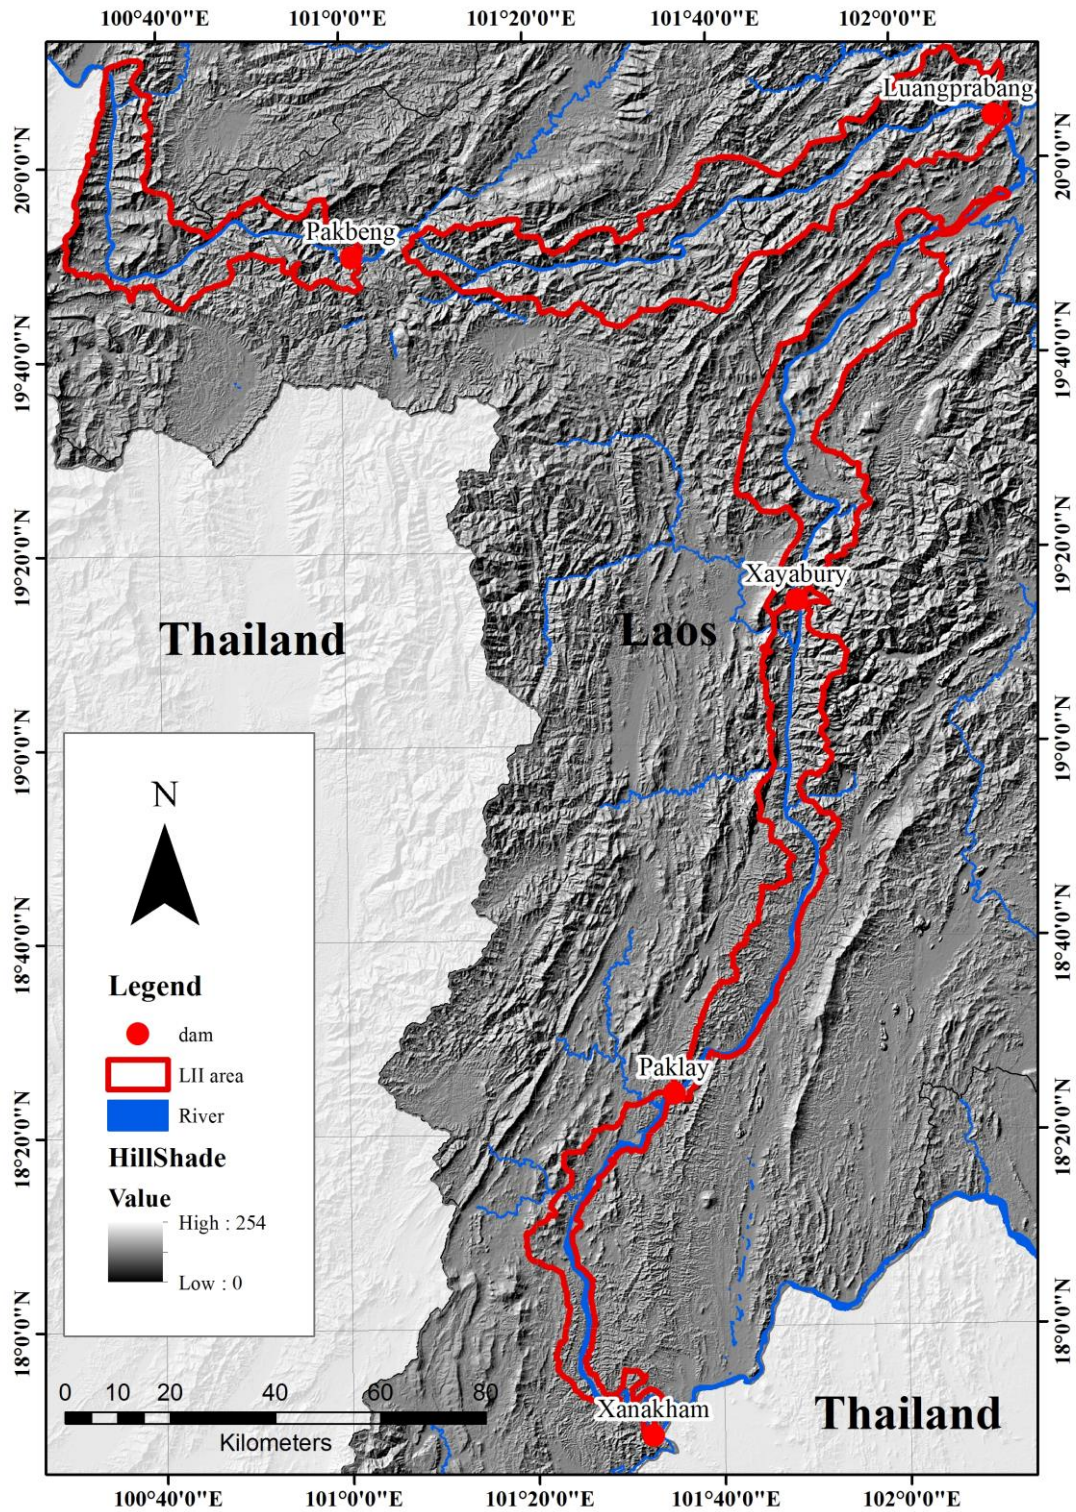 100°40'0"E 101°0'0"E 101°20'0"E 101°40'0"E 102°0'0"E
Luangprabang
20°0'0"N 20°0'0"N
Pakbeng
19°40'0"N 19°40'0"N
19°20'0"N 19°20'0"N
Xayabury
Thailand Laos
19°0'0"N 19°0'0"N
N
18°40'0"N 18°40'0"N
Legend
dam
LII area
River
HillShade
Value
High : 254
Low : 0
Paklay
18°20'0"N 18°20'0"N
18°0'0"N 18°0'0"N
0 10 20 40 60 80
Kilometers
Xanakham
Thailand
100°40'0"E 101°0'0"E 101°20'0"E 101°40'0"E 102°0'0"E